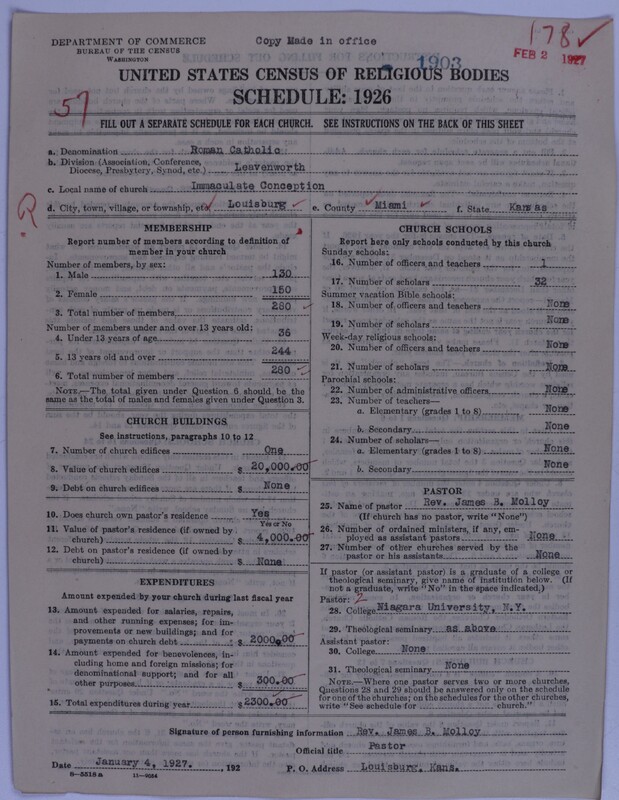 DEPARTMENT OF COMMERCE
BUREAU OF THE CENSUS
WASHINGTON
Copy Made in office
178
1903
FEB 2 1927
UNITED STATES CENSUS OF RELIGIOUS BODIES
SCHEDULE: 1926
57
FILL OUT A SEPARATE SCHEDULE FOR EACH CHURCH. SEE INSTRUCTIONS ON THE BACK OF THIS SHEET
a. Denomination Roman Catholic
b. Division (Association, Conference, Diocese, Presbytery, Synod, etc.) Leavenworth
c. Local name of church Immaculate Conception
R
d. City, town, village, or township, etc. Louisburg e. County Miami f. State Kansas
MEMBERSHIP
Report number of members according to definition of
member in your church
Number of members, by sex:
1. Male 130
2. Female 150
3. Total number of members 280
Number of members under and over 13 years old:
4. Under 13 years of age 36
5. 13 years old and over 244
6. Total number of members 280
NOTE.—The total given under Question 6 should be the
same as the total of males and females given under Question 3.
CHURCH BUILDINGS
See instructions, paragraphs 10 to 12
7. Number of church edifices One
8. Value of church edifices $ 20,000.00
9. Debt on church edifices $ None
10. Does church own pastor's residence Yes
Yes or No
11. Value of pastor's residence (if owned by
church) $ 4,000.00
12. Debt on pastor's residence (if owned by
church) $ None
EXPENDITURES
Amount expended by your church during last fiscal year
13. Amount expended for salaries, repairs,
and other running expenses; for im-
provements or new buildings; and for
payments on church debt $ 2000.00
14. Amount expended for benevolences, in-
cluding home and foreign missions; for
denominational support; and for all
other purposes $ 300.00
15. Total expenditures during year $ 2300.00
CHURCH SCHOOLS
Report here only schools conducted by this church
Sunday schools:
16. Number of officers and teachers 1
17. Number of scholars 32
Summer vacation Bible schools:
18. Number of officers and teachers None
19. Number of scholars None
Week-day religious schools:
20. Number of officers and teachers None
21. Number of scholars None
Parochial schools:
22. Number of administrative officers None
23. Number of teachers—
a. Elementary (grades 1 to 8) None
b. Secondary None
24. Number of scholars—
a. Elementary (grades 1 to 8) None
b. Secondary None
PASTOR
25. Name of pastor Rev. James B. Molloy
(If church has no pastor, write "None")
26. Number of ordained ministers, if any, em-
ployed as assistant pastors None
27. Number of other churches served by the
pastor or his assistants None
If pastor (or assistant pastor) is a graduate of a college or
theological seminary, give name of institution below. (If
not a graduate, write "No" in the space indicated.)
Pastor: 2
28. College Niagara University, N.Y.
29. Theological seminary as above
Assistant pastor:
30. College None
31. Theological seminary None
NOTE.—Where one pastor serves two or more churches,
Questions 28 and 29 should be answered only on the schedule
for one of the churches; on the schedules for the other churches,
write "See schedule for church."
Signature of person furnishing information Rev. James B. Molloy
Official title Pastor
Date January 4, 1927. , 192 P. O. Address Louisburg, Kans.
8—5518 a 11—9664